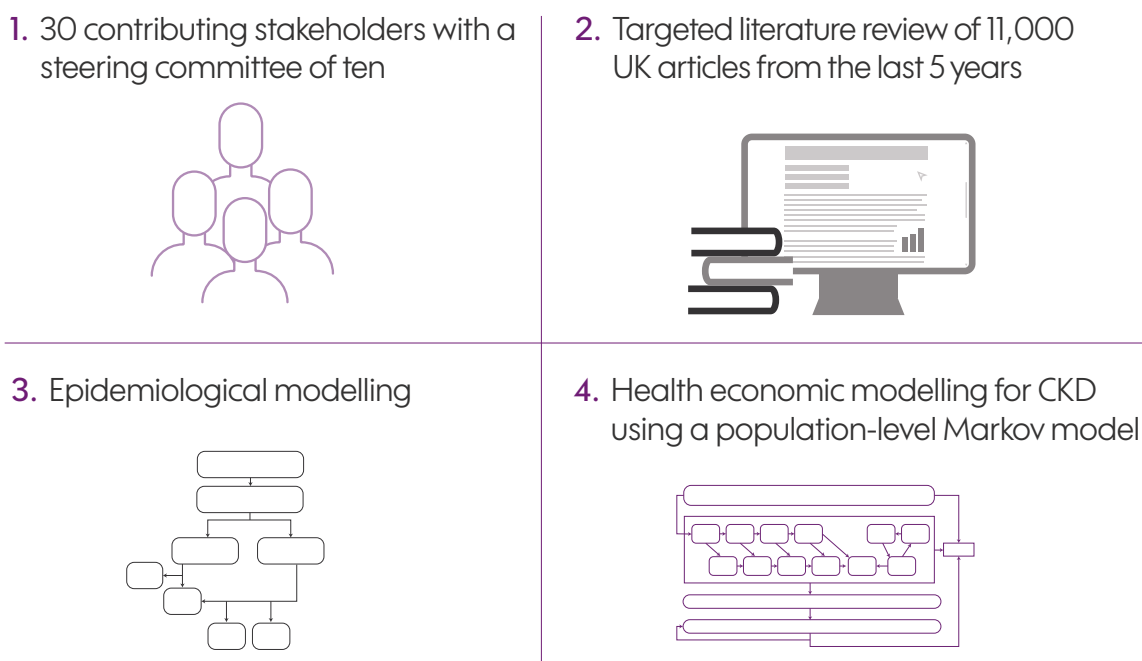 1. 30 contributing stakeholders with a
steering committee of ten
2. Targeted literature review of 11,000
UK articles from the last 5 years
3. Epidemiological modelling
4. Health economic modelling for CKD
using a population-level Markov model